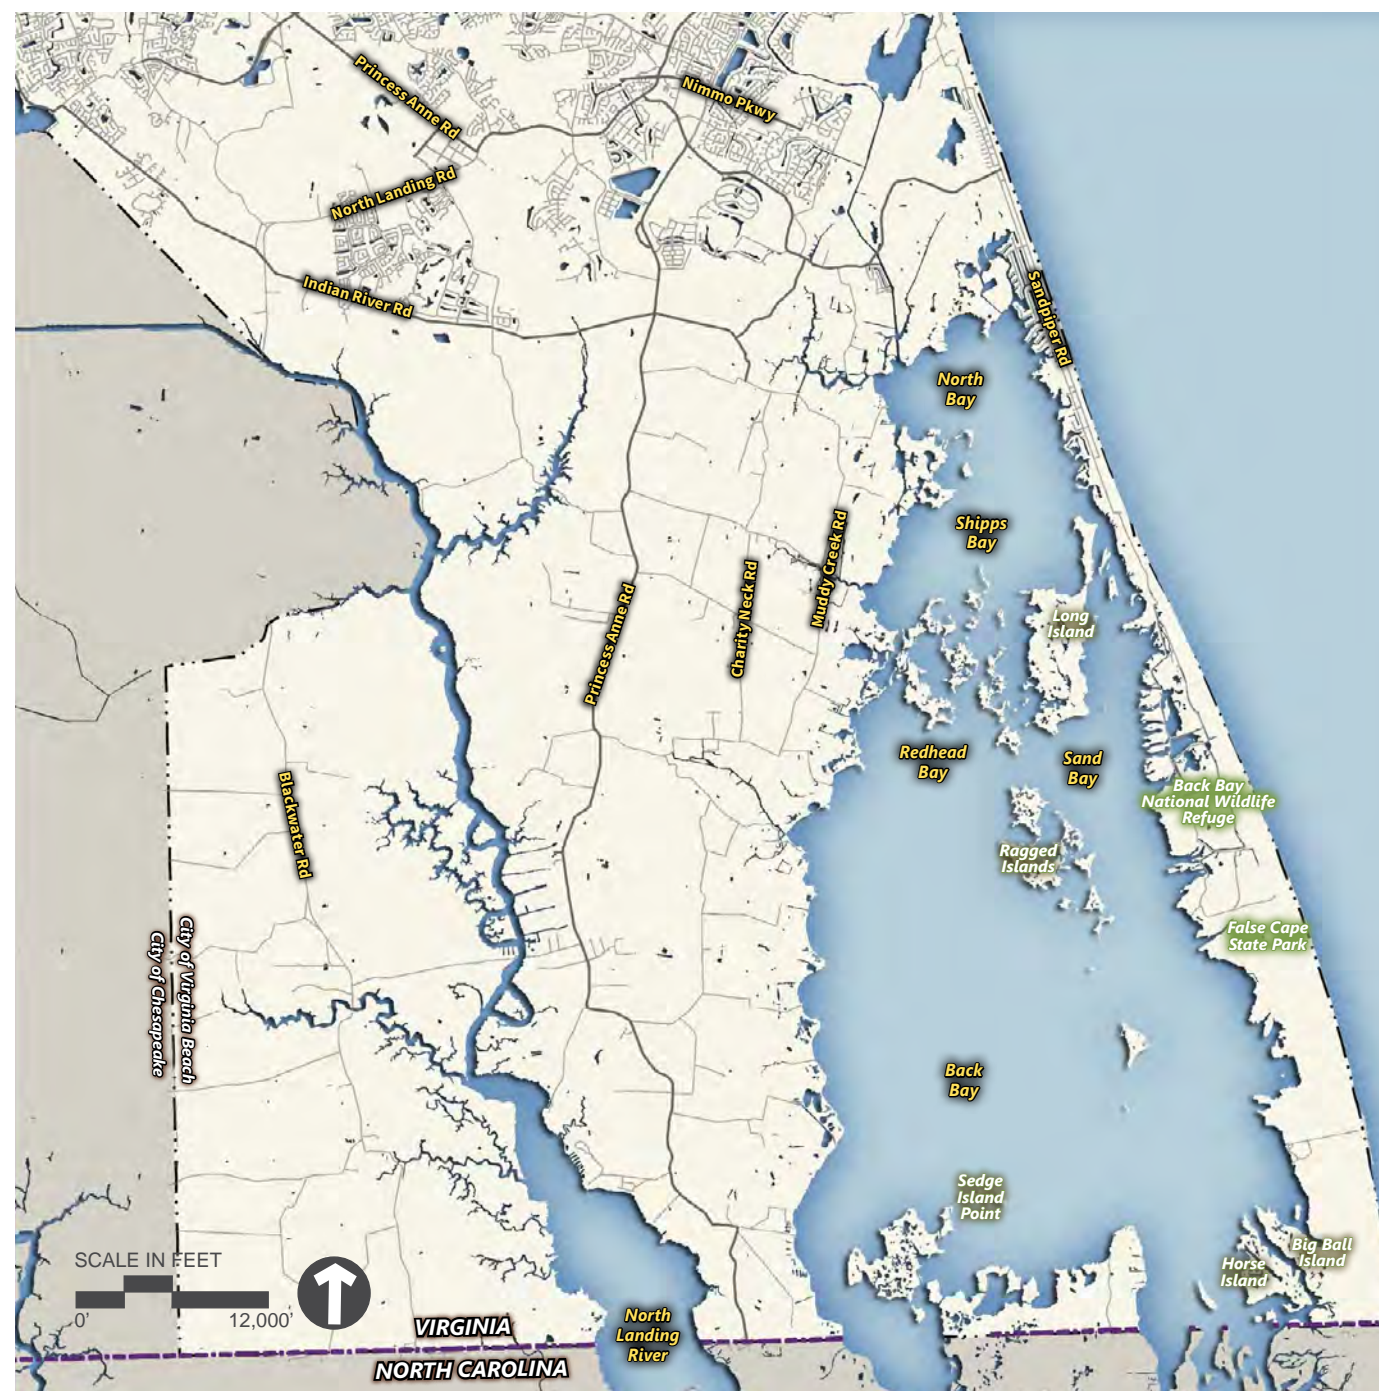 Princess Anne Rd
Nimmo Pkwy
North Landing Rd
Indian River Rd
Sandpiper Rd
North
Bay
Shipps
Bay
Muddy Creek Rd
Charity Neck Rd
Princess Anne Rd
Long
Island
Redhead
Bay
Sand
Bay
Blackwater Rd
Back Bay
National Wildlife
Refuge
Ragged
Islands
False Cape
State Park
City of Virginia Beach
City of Chesapeake
Back
Bay
Sedge
Island
Point
Big Ball
Island
Horse
Island
SCALE IN FEET
0'
12,000'
North
Landing
River
VIRGINIA
NORTH CAROLINA